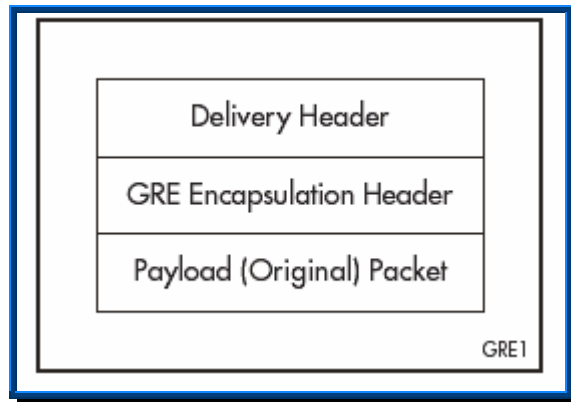 Delivery Header
GRE Encapsulation Header
Payload (Original) Packet
GRE1